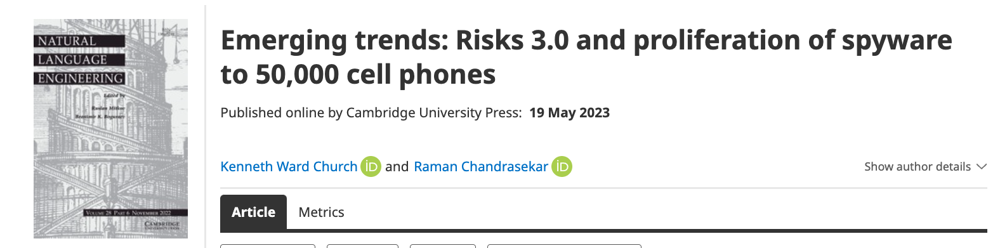 NATURAL
LANGUAGE
ENGINEERING
Edited by
Ruslan Mitkov
Branimir K. Boguraev
VOLUME 28 PART 6 NOVEMBER 2022
CAMBRIDGE
UNIVERSITY PRESS
Emerging trends: Risks 3.0 and proliferation of spyware
to 50,000 cell phones
Published online by Cambridge University Press: 19 May 2023
Kenneth Ward Church iD and Raman Chandrasekar iD
Show author details
Article Metrics